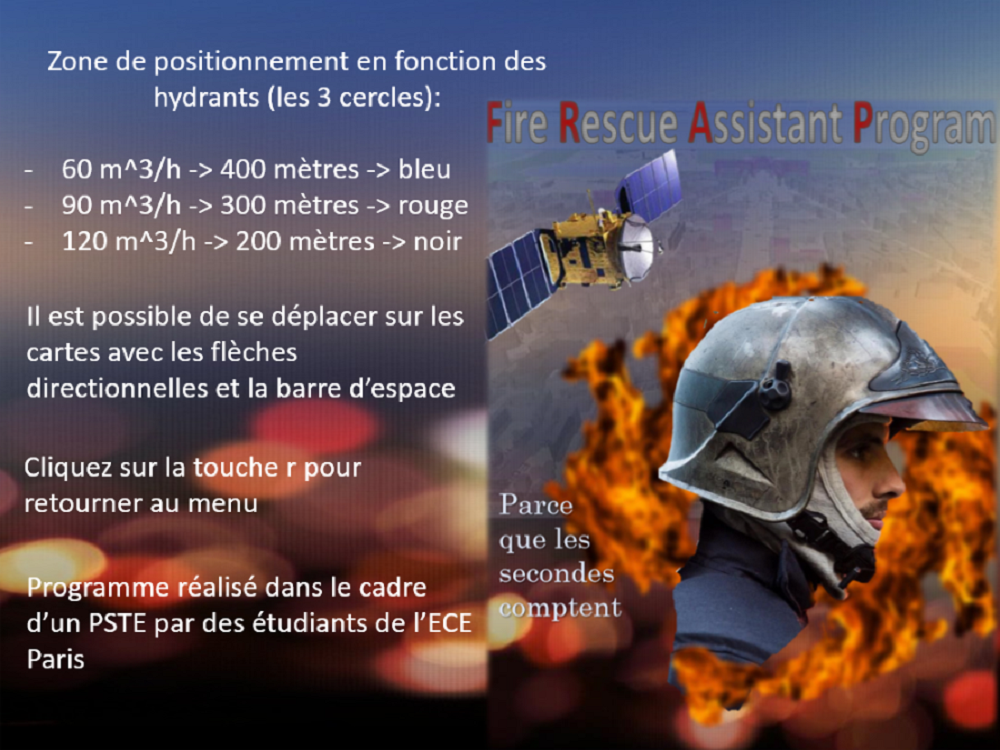 Zone de positionnement en fonction des
hydrants (les 3 cercles):
- 60 m^3/h -> 400 mètres -> bleu
- 90 m^3/h -> 300 mètres -> rouge
- 120 m^3/h -> 200 mètres -> noir
Il est possible de se déplacer sur les
cartes avec les flèches
directionnelles et la barre d’espace
Cliquez sur la touche r pour
retourner au menu
Programme réalisé dans le cadre
d’un PSTE par des étudiants de l’ECE
Paris
Fire Rescue Assistant Program
Parce
que les
secondes
comptent